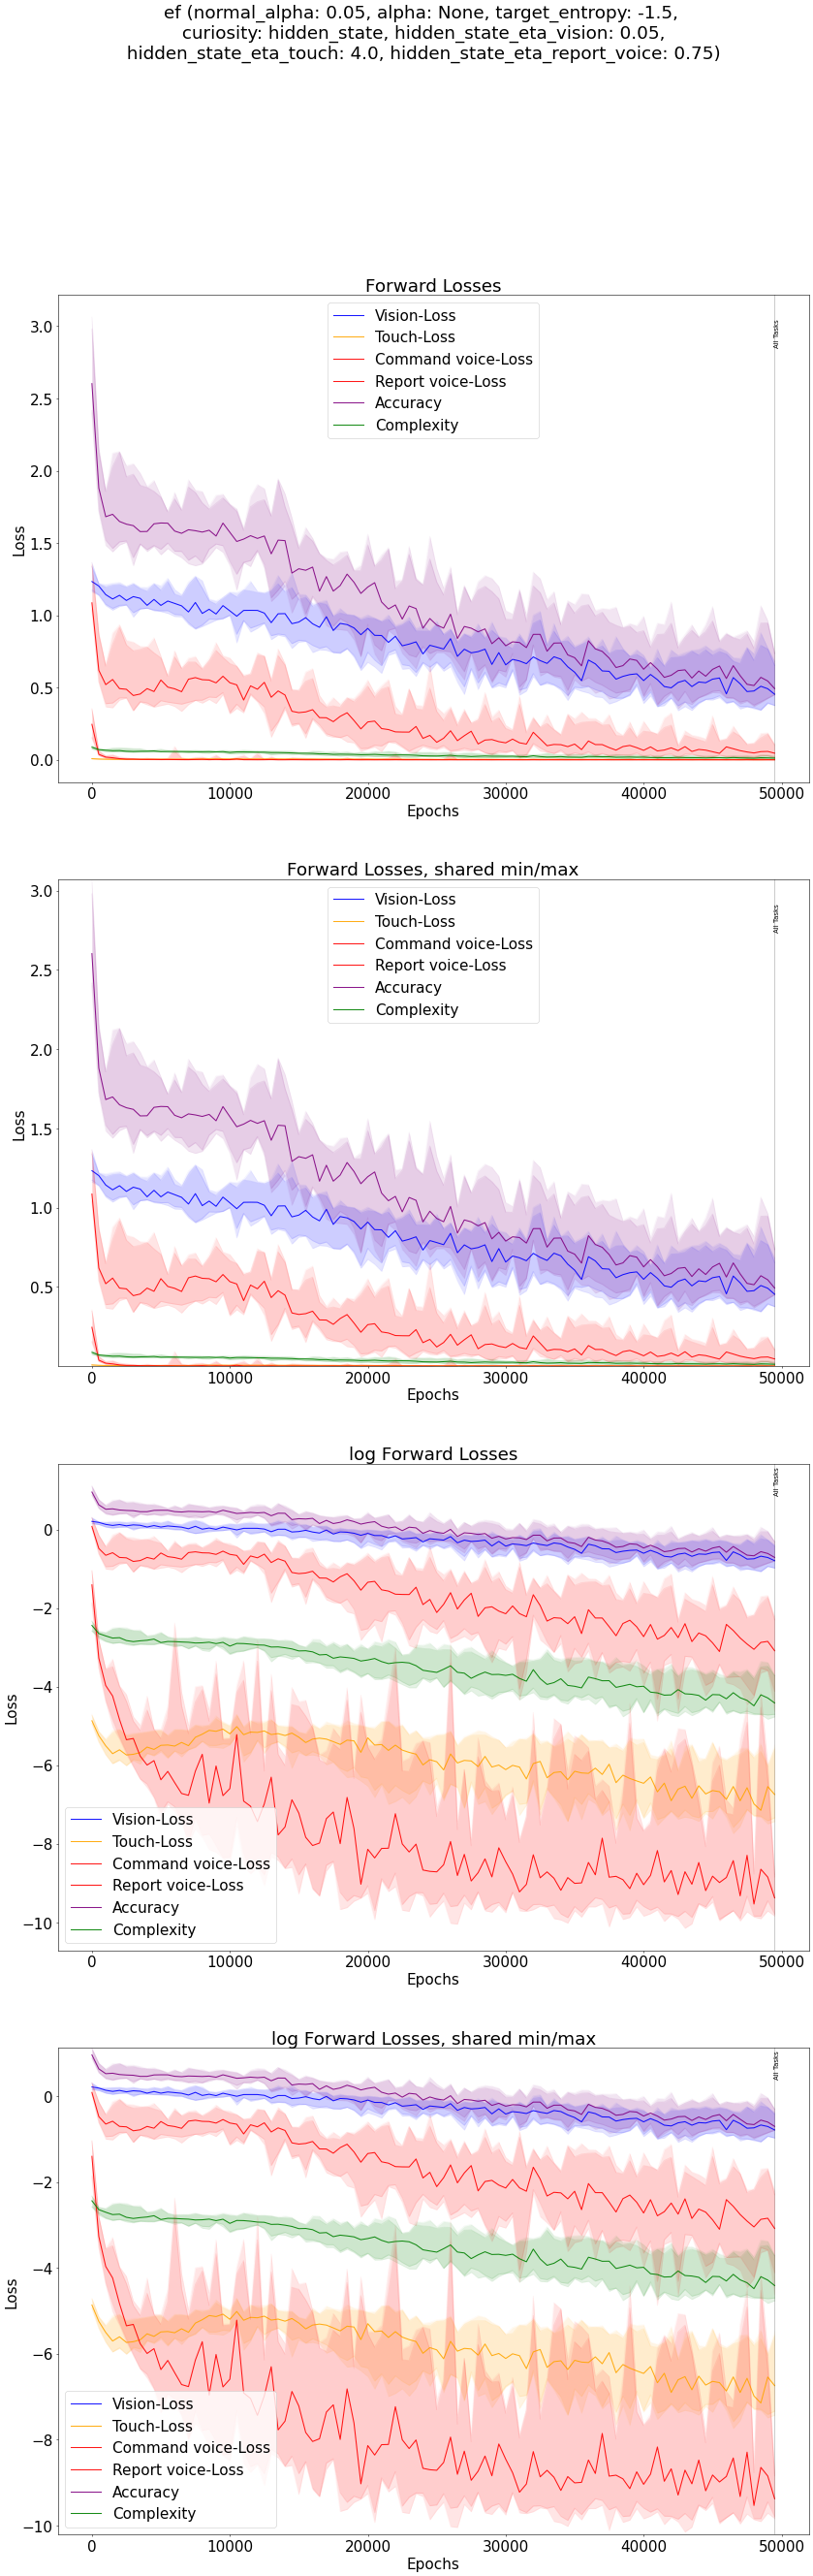 ef (normal_alpha: 0.05, alpha: None, target_entropy: -1.5,
curiosity: hidden_state, hidden_state_eta_vision: 0.05,
hidden_state_eta_touch: 4.0, hidden_state_eta_report_voice: 0.75)
Forward Losses
Vision-Loss
Touch-Loss
Command voice-Loss
Report voice-Loss
Accuracy
Complexity
All Tasks
3.0
2.5
2.0
1.5
1.0
0.5
0.0
Loss
0 10000 20000 30000 40000 50000
Epochs
Forward Losses, shared min/max
Vision-Loss
Touch-Loss
Command voice-Loss
Report voice-Loss
Accuracy
Complexity
All Tasks
3.0
2.5
2.0
1.5
1.0
0.5
Loss
0 10000 20000 30000 40000 50000
Epochs
log Forward Losses
All Tasks
0
−2
−4
−6
−8
−10
Loss
Vision-Loss
Touch-Loss
Command voice-Loss
Report voice-Loss
Accuracy
Complexity
0 10000 20000 30000 40000 50000
Epochs
log Forward Losses, shared min/max
All Tasks
0
−2
−4
−6
−8
−10
Loss
Vision-Loss
Touch-Loss
Command voice-Loss
Report voice-Loss
Accuracy
Complexity
0 10000 20000 30000 40000 50000
Epochs